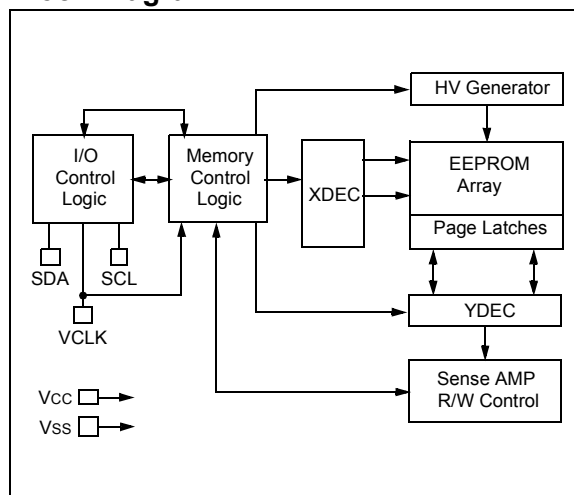 HV Generator
I/O
Control
Logic
Memory
Control
Logic
XDEC
EEPROM
Array
Page Latches
SDA
SCL
VCLK
YDEC
Sense AMP
R/W Control
VCC
VSS